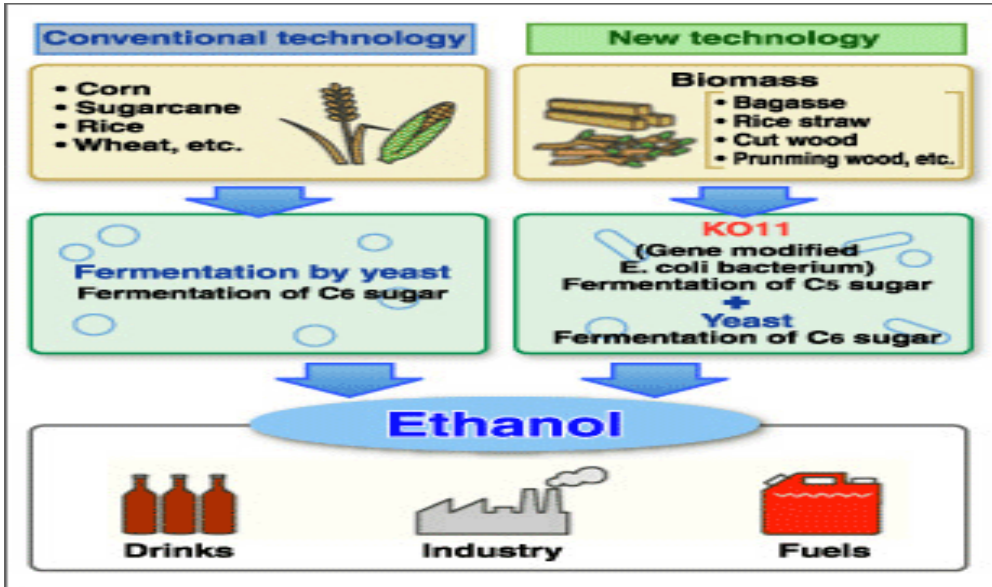 Conventional technology
• Corn
• Sugarcane
• Rice
• Wheat, etc.
Fermentation by yeast
Fermentation of C6 sugar
New technology
Biomass
• Bagasse
• Rice straw
• Cut wood
• Prunming wood, etc.
KO11
(Gene modified
E. coli bacterium)
Fermentation of C5 sugar
+
Yeast
Fermentation of C6 sugar
Ethanol
Drinks
Industry
Fuels